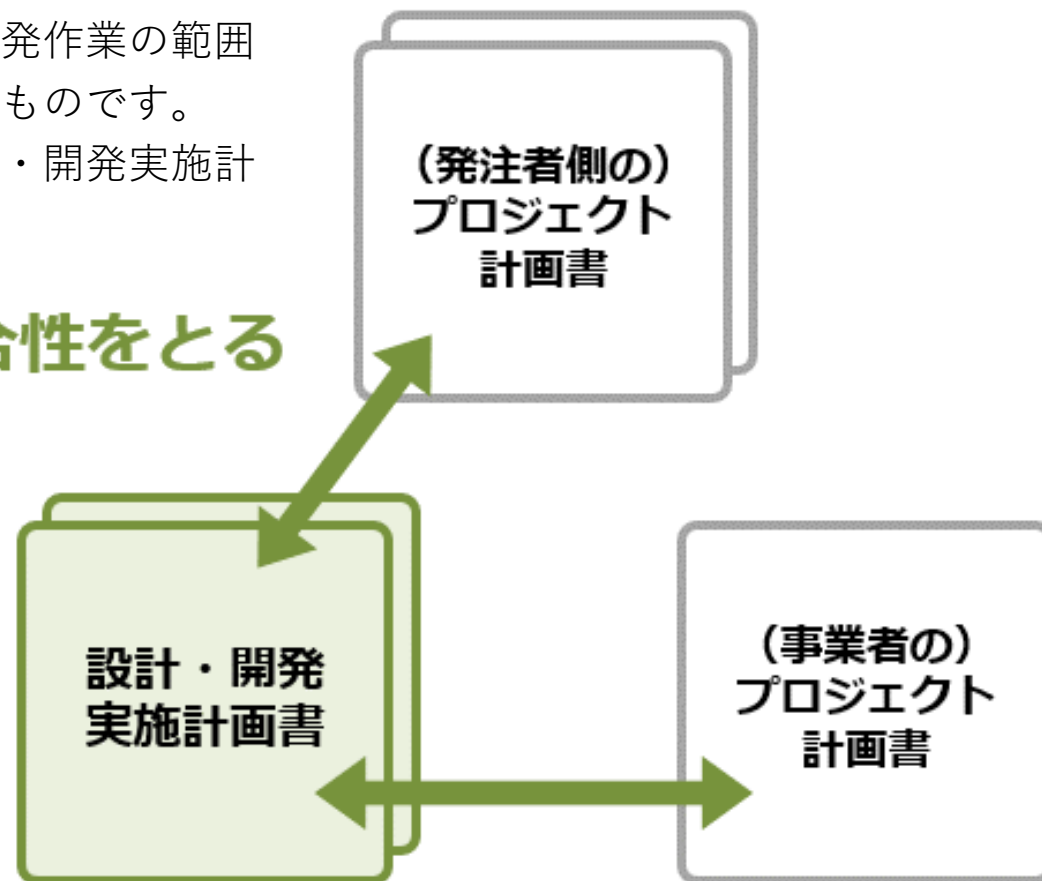 発作業の範囲
ものです。
・開発実施計
合性をとる
（発注者側の）
プロジェクト
計画書
設計・開発
実施計画書
（事業者の）
プロジェクト
計画書